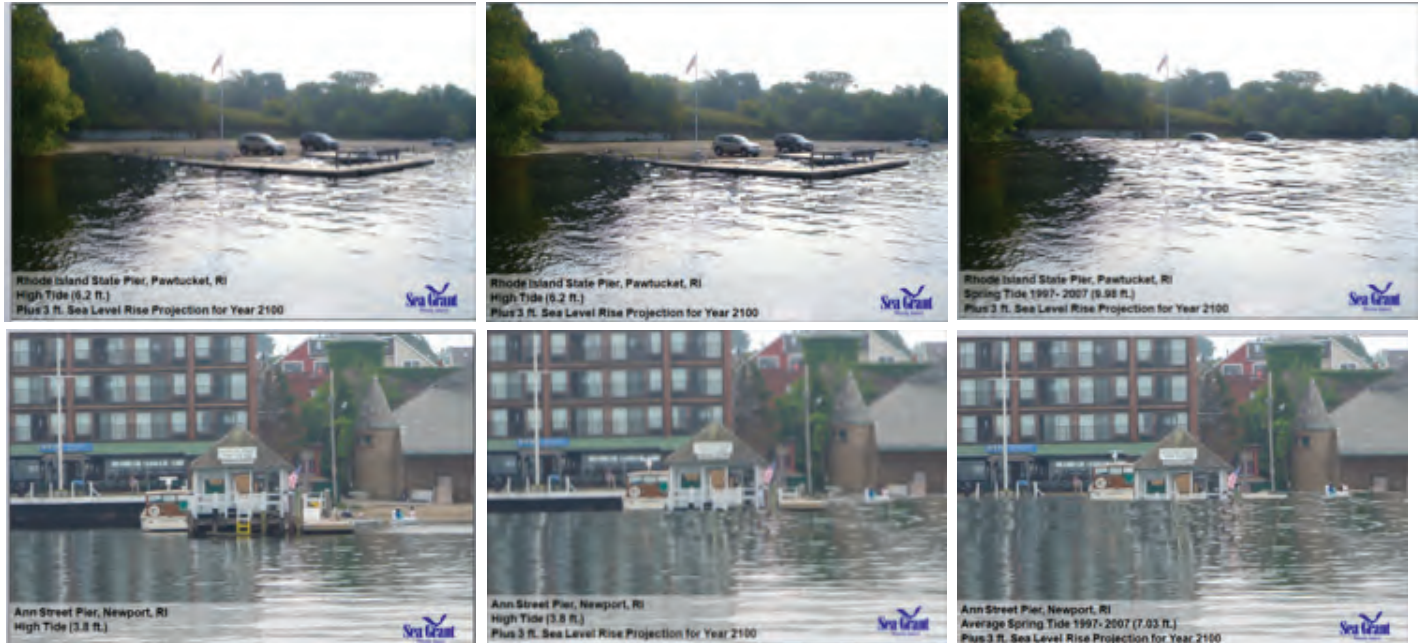 Rhode Island State Pier, Pawtucket, RI
High Tide (6.2 ft.)
Plus 3 ft. Sea Level Rise Projection for Year 2100
Sea Grant
Rhode Island State Pier, Pawtucket, RI
High Tide (6.2 ft.)
Plus 3 ft. Sea Level Rise Projection for Year 2100
Sea Grant
Rhode Island State Pier, Pawtucket, RI
Spring Tide 1997- 2007 (9.98 ft.)
Plus 3 ft. Sea Level Rise Projection for Year 2100
Sea Grant
Ann Street Pier, Newport, RI
High Tide (3.8 ft.)
Sea Grant
Ann Street Pier, Newport, RI
High Tide (3.8 ft.)
Plus 3 ft. Sea Level Rise Projection for Year 2100
Sea Grant
Ann Street Pier, Newport, RI
Average Spring Tide 1997- 2007 (7.03 ft.)
Plus 3 ft. Sea Level Rise Projection for Year 2100
Sea Grant